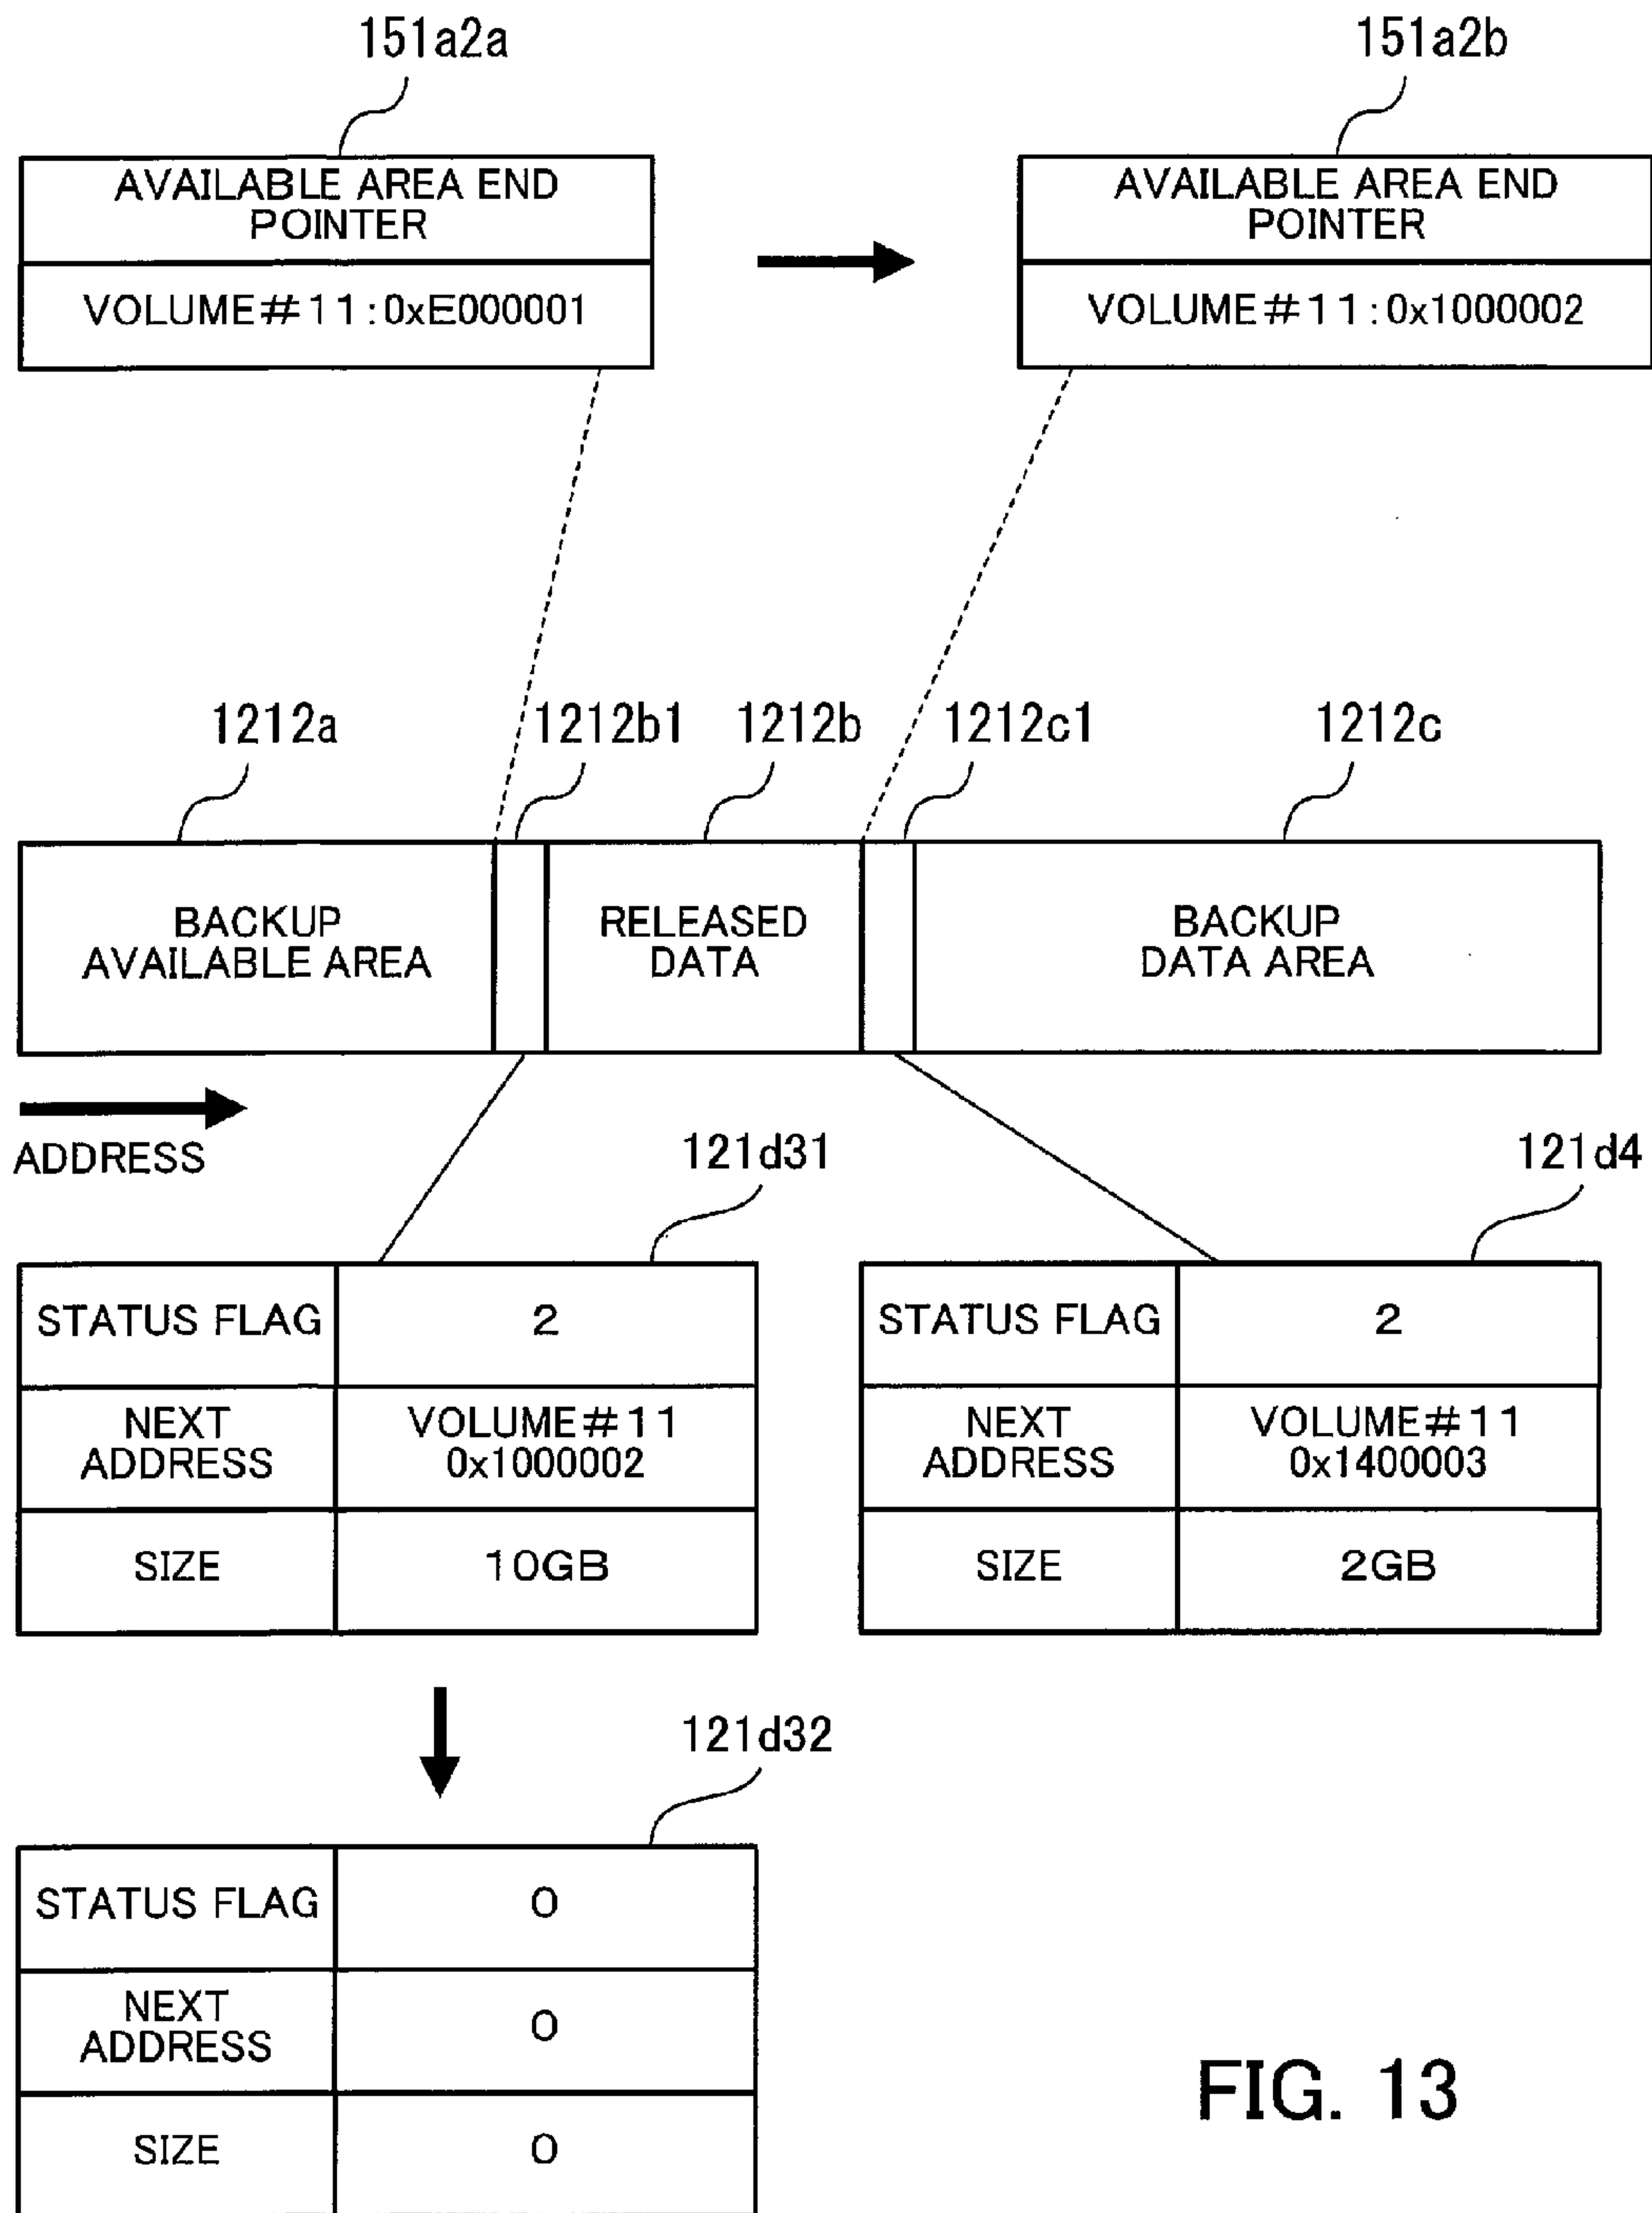 151a2a
151a2b
AVAILABLE AREA END
POINTER
VOLUME#11:0xE000001
AVAILABLE AREA END
POINTER
VOLUME#11:0x1000002
1212a
1212b1
1212b
1212c1
1212c
BACKUP
AVAILABLE AREA
RELEASED
DATA
BACKUP
DATA AREA
ADDRESS
121d31
121d4
STATUS FLAG
2
NEXT
ADDRESS
VOLUME#11
0x1000002
SIZE
10GB
STATUS FLAG
2
NEXT
ADDRESS
VOLUME#11
0x1400003
SIZE
2GB
121d32
STATUS FLAG
0
NEXT
ADDRESS
0
SIZE
0
FIG. 13